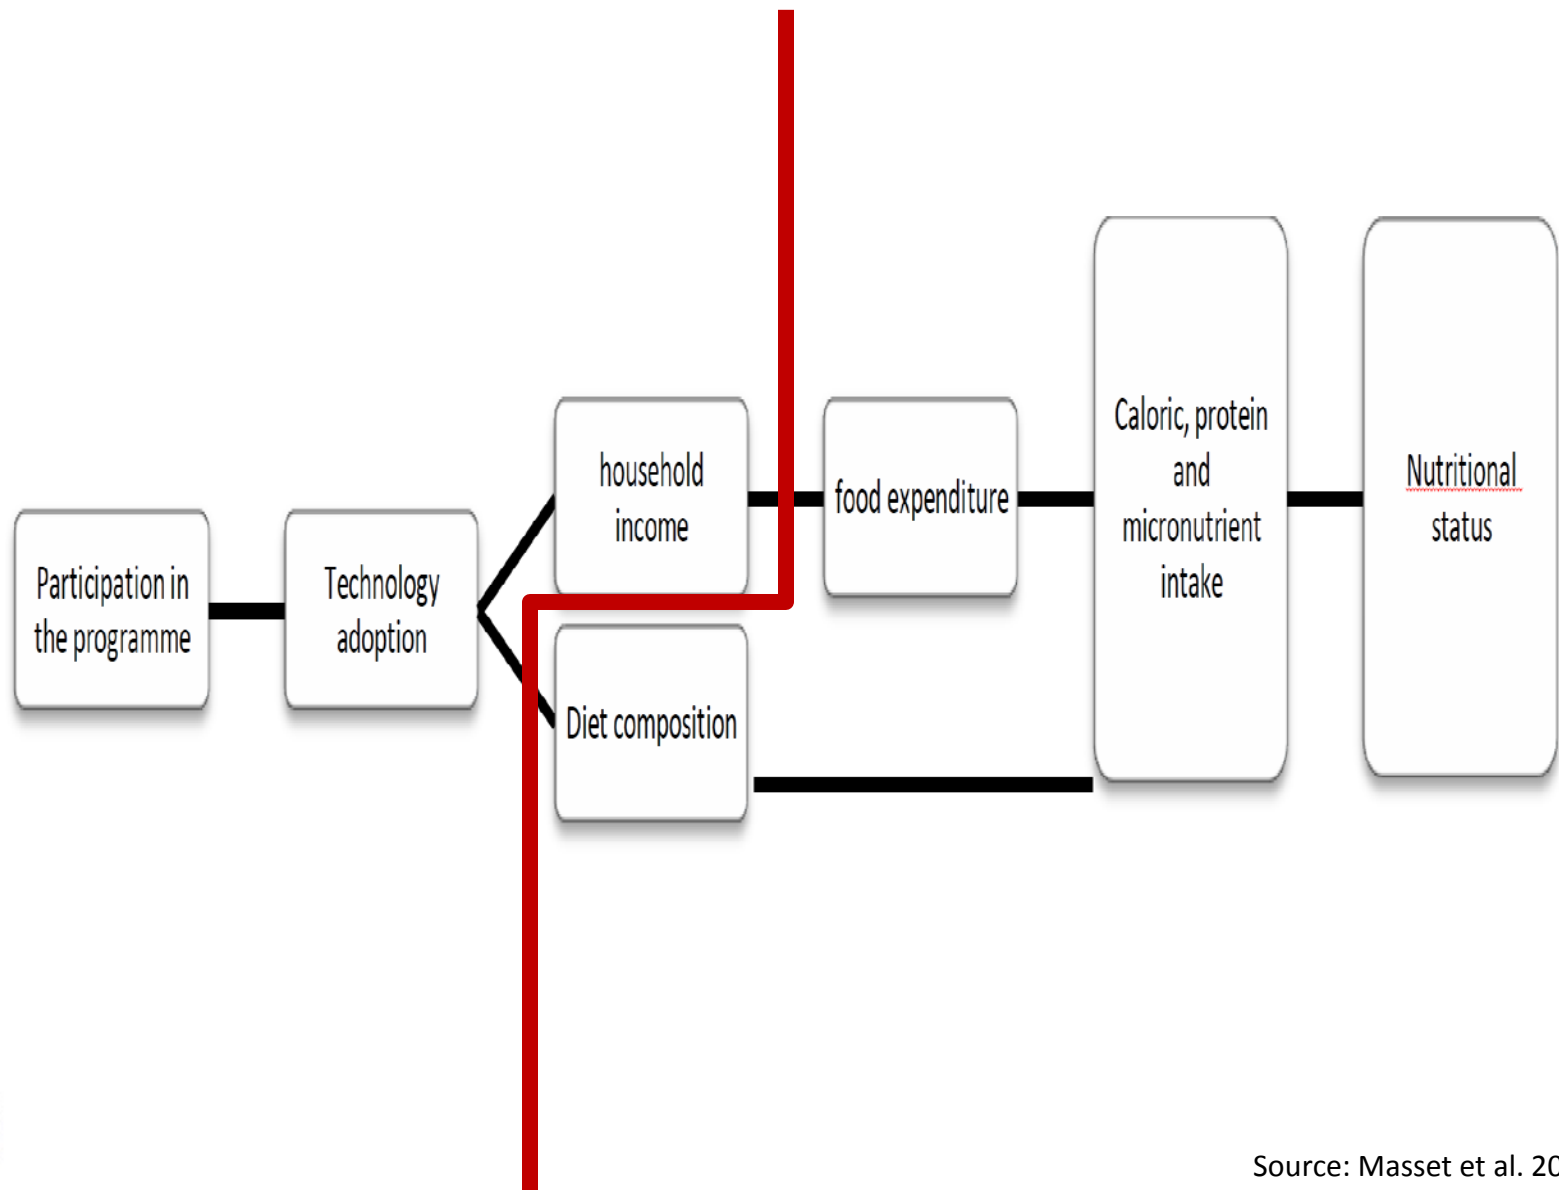 Participation in
the programme
Technology
adoption
household
income
Diet composition
food expenditure
Caloric, protein
and
micronutrient
intake
Nutritional
status
Source: Masset et al. 20